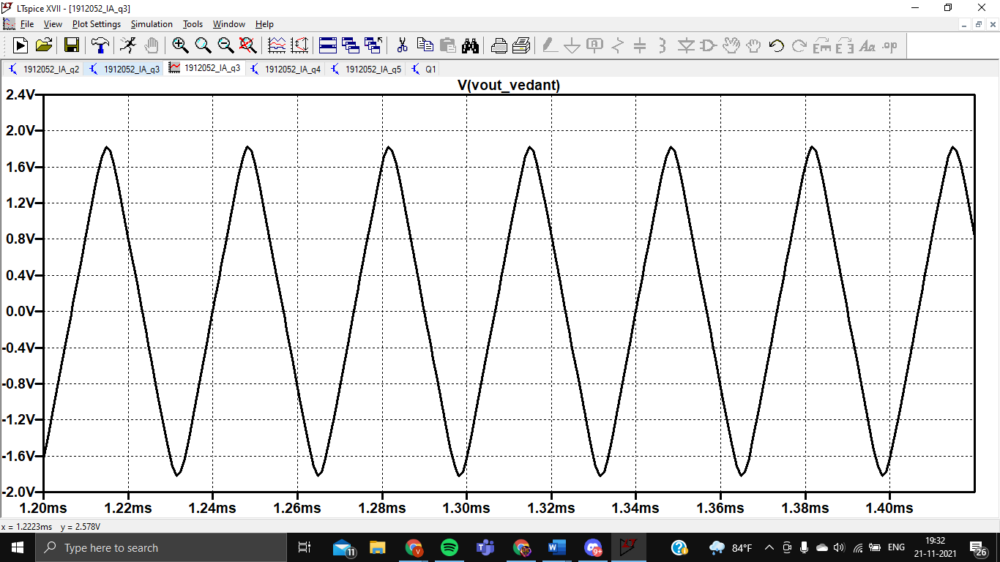 LTspice XVII - [1912052_IA_q3]
File View Plot Settings Simulation Tools Window Help
1912052_IA_q2 1912052_IA_q3 1912052_IA_q3 1912052_IA_q4 1912052_IA_q5 Q1
V(vout_vedant)
2.4V
2.0V
1.6V
1.2V
0.8V
0.4V
0.0V
-0.4V
-0.8V
-1.2V
-1.6V
-2.0V
1.20ms 1.22ms 1.24ms 1.26ms 1.28ms 1.30ms 1.32ms 1.34ms 1.36ms 1.38ms 1.40ms
x = 1.2223ms y = 2.578V
Type here to search
11
9+
84°F
ENG
19:32
21-11-2021
26